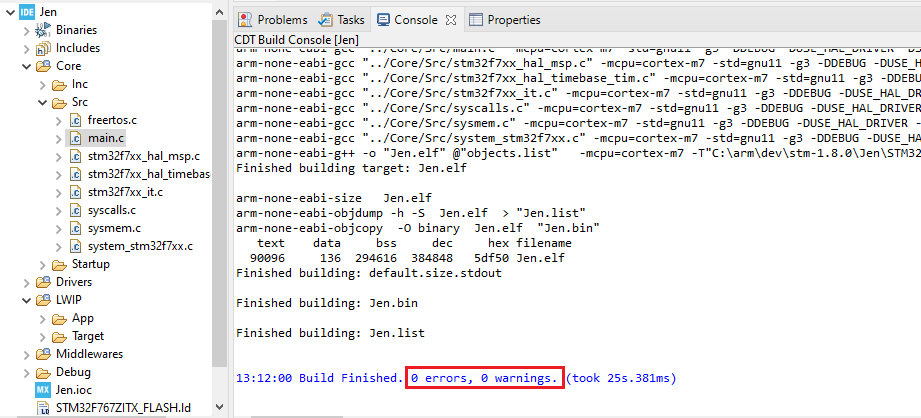 Jen
Binaries
Includes
Core
Inc
Src
freertos.c
main.c
stm32f7xx_hal_msp.c
stm32f7xx_hal_timebase
stm32f7xx_it.c
syscalls.c
sysmem.c
system_stm32f7xx.c
Startup
Drivers
LWIP
App
Target
Middlewares
Debug
MX Jen.ioc
STM32F767ZITX_FLASH.ld
IDE
Problems Tasks Console Properties
CDT Build Console [Jen]
arm-none-eabi-gcc "../Core/Src/main.c" -mcpu=cortex-m7 -std=gnu11 -g3 -DDEBUG -DUSE_HAL_DRIVER
arm-none-eabi-gcc "../Core/Src/stm32f7xx_hal_msp.c" -mcpu=cortex-m7 -std=gnu11 -g3 -DDEBUG -DUSE
arm-none-eabi-gcc "../Core/Src/stm32f7xx_hal_timebase_tim.c" -mcpu=cortex-m7 -std=gnu11 -g3 -DDE
arm-none-eabi-gcc "../Core/Src/stm32f7xx_it.c" -mcpu=cortex-m7 -std=gnu11 -g3 -DDEBUG -DUSE_HAL_
arm-none-eabi-gcc "../Core/Src/syscalls.c" -mcpu=cortex-m7 -std=gnu11 -g3 -DDEBUG -DUSE_HAL_DRIV
arm-none-eabi-gcc "../Core/Src/sysmem.c" -mcpu=cortex-m7 -std=gnu11 -g3 -DDEBUG -DUSE_HAL_DRIVER -
arm-none-eabi-gcc "../Core/Src/system_stm32f7xx.c" -mcpu=cortex-m7 -std=gnu11 -g3 -DDEBUG -DUSE_
arm-none-eabi-g++ -o "Jen.elf" @"objects.list" -mcpu=cortex-m7 -T"C:\arm\dev\stm-1.8.0\Jen\STM32
Finished building target: Jen.elf
arm-none-eabi-size Jen.elf
arm-none-eabi-objdump -h -S Jen.elf > "Jen.list"
arm-none-eabi-objcopy -O binary Jen.elf "Jen.bin"
text data bss dec hex filename
90096 136 294616 384848 5df50 Jen.elf
Finished building: default.size.stdout
Finished building: Jen.bin
Finished building: Jen.list
13:12:00 Build Finished. 0 errors, 0 warnings. (took 25s.381ms)